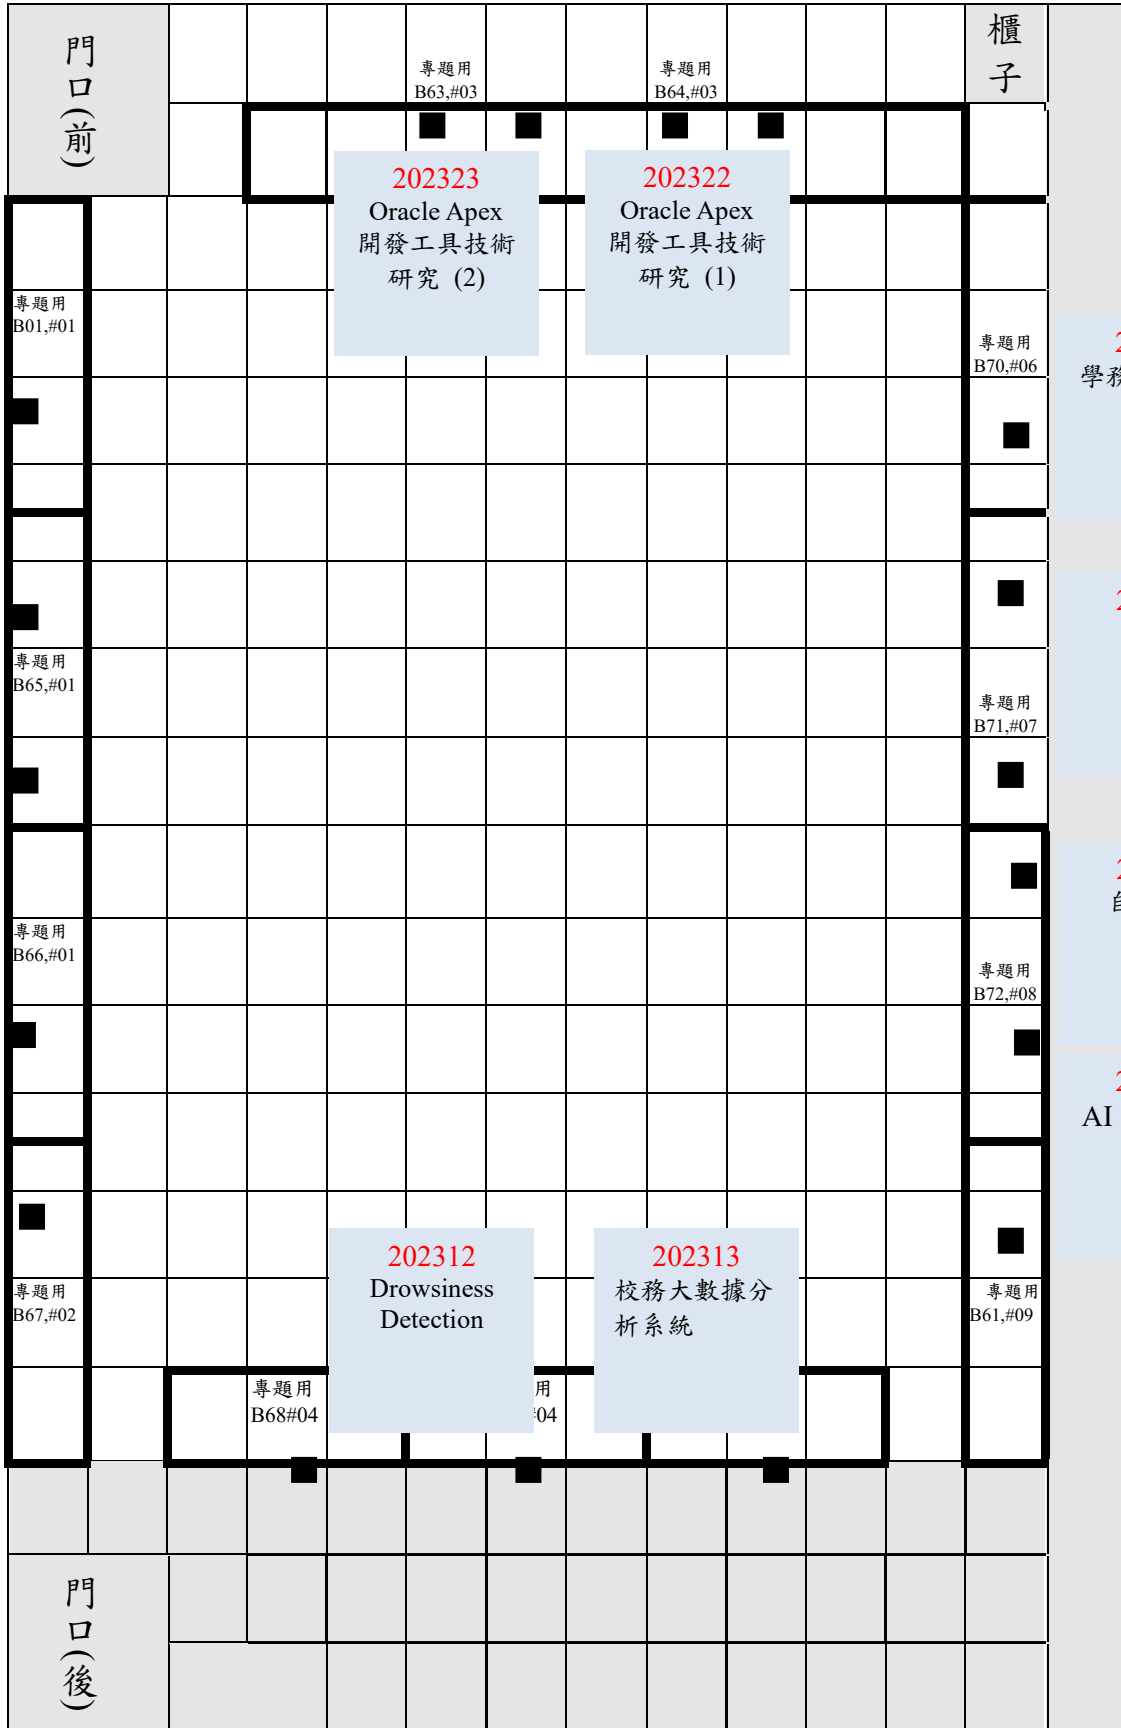 門口(前)
櫃子
專題用
B63,#03
專題用
B64,#03
202323
Oracle Apex
開發工具技術
研究 (2)
202322
Oracle Apex
開發工具技術
研究 (1)
專題用
B01,#01
專題用
B70,#06
2
學務
專題用
B65,#01
2
專題用
B71,#07
2
專題用
B66,#01
專題用
B72,#08
2
AI
202312
Drowsiness
Detection
202313
校務大數據分
析系統
專題用
B67,#02
專題用
B61,#09
專題用
B68#04
用
#04
門口(後)